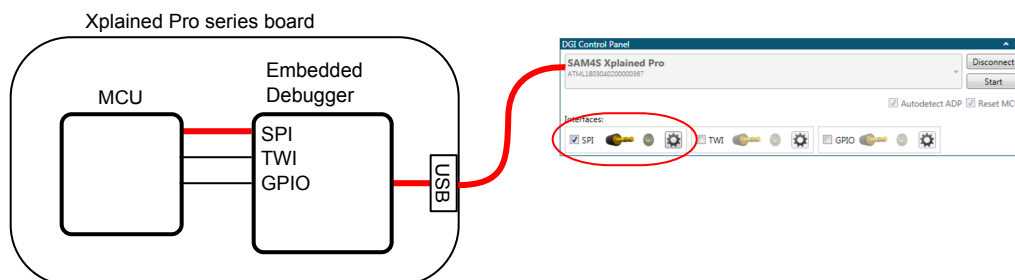 Xplained Pro series board
MCU
Embedded
Debugger
SPI
TWI
GPIO
USB
DGI Control Panel
SAM4S Xplained Pro
ATML1803040200000367
Disconnect
Start
Autodetect ADP
Reset MC
Interfaces:
SPI
TWI
GPIO